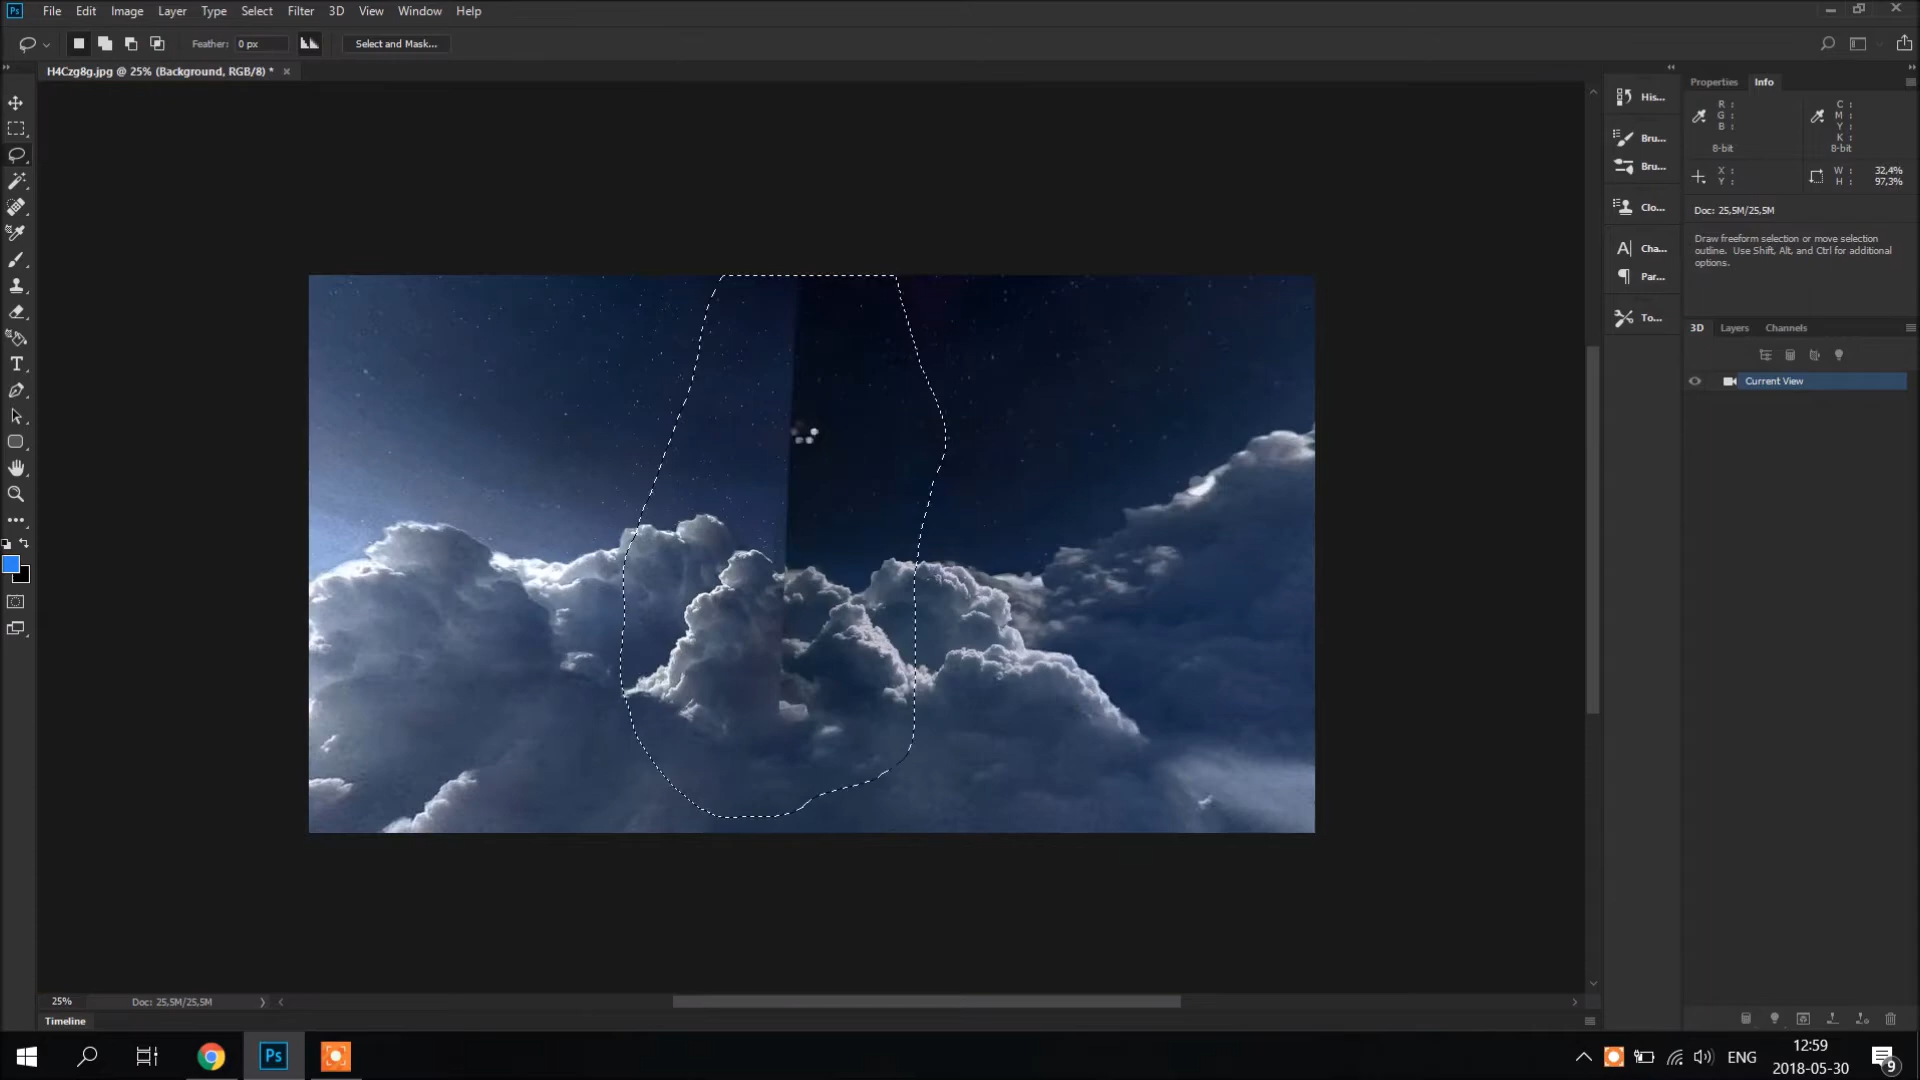 Ps File Edit Image Layer Type Select Filter 3D View Window Help
Feather: 0 px Select and Mask...
H4Czg8g.jpg @ 25% (Background, RGB/8) * ×
Properties Info
His...
R :
G :
B :
8-bit
C :
M :
Y :
K :
8-bit
Bru...
Bru...
X :
Y :
W : 32,4%
H : 97,3%
Clo...
Doc: 25,5M/25,5M
Draw freeform selection or move selection
outline. Use Shift, Alt, and Ctrl for additional
options.
Cha...
Par...
To...
3D Layers Channels
Current View
25% Doc: 25,5M/25,5M
Timeline
Ps
ENG
12:59
2018-05-30
9